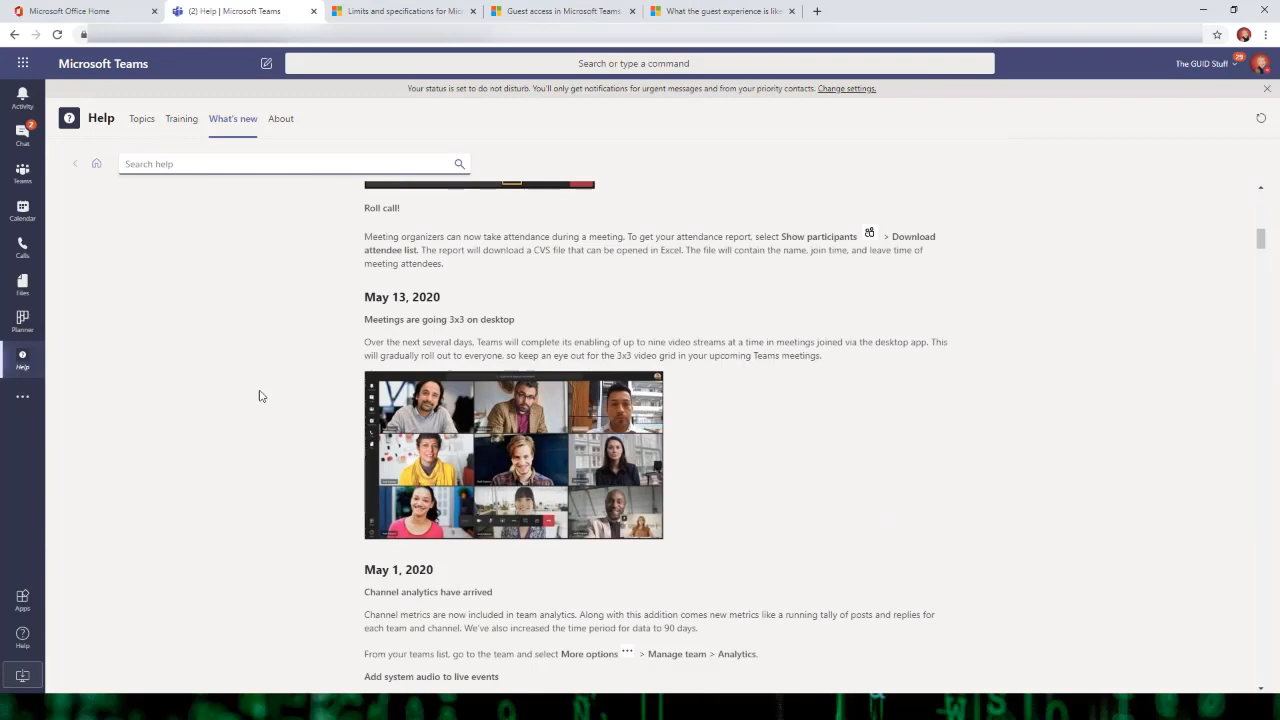 Microsoft Office Home
(2) Help | Microsoft Teams
Limits and specifications for Mic
Guest access in Microsoft Teams
What the guest experience is like
Microsoft Teams
Search or type a command
The GUID Stuff
29
Your status is set to do not disturb. You'll only get notifications for urgent messages and from your priority contacts. Change settings.
Activity
2
Chat
Teams
Calendar
Calls
Files
Planner
Help
Apps
Help
Help
Topics
Training
What's new
About
Search help
Roll call!
Meeting organizers can now take attendance during a meeting. To get your attendance report, select Show participants > Download
attendee list. The report will download a CVS file that can be opened in Excel. The file will contain the name, join time, and leave time of
meeting attendees.
May 13, 2020
Meetings are going 3x3 on desktop
Over the next several days, Teams will complete its enabling of up to nine video streams at a time in meetings joined via the desktop app. This
will gradually roll out to everyone, so keep an eye out for the 3x3 video grid in your upcoming Teams meetings.
May 1, 2020
Channel analytics have arrived
Channel metrics are now included in team analytics. Along with this addition comes new metrics like a running tally of posts and replies for
each team and channel. We've also increased the time period for data to 90 days.
From your teams list, go to the team and select More options ··· > Manage team > Analytics.
Add system audio to live events